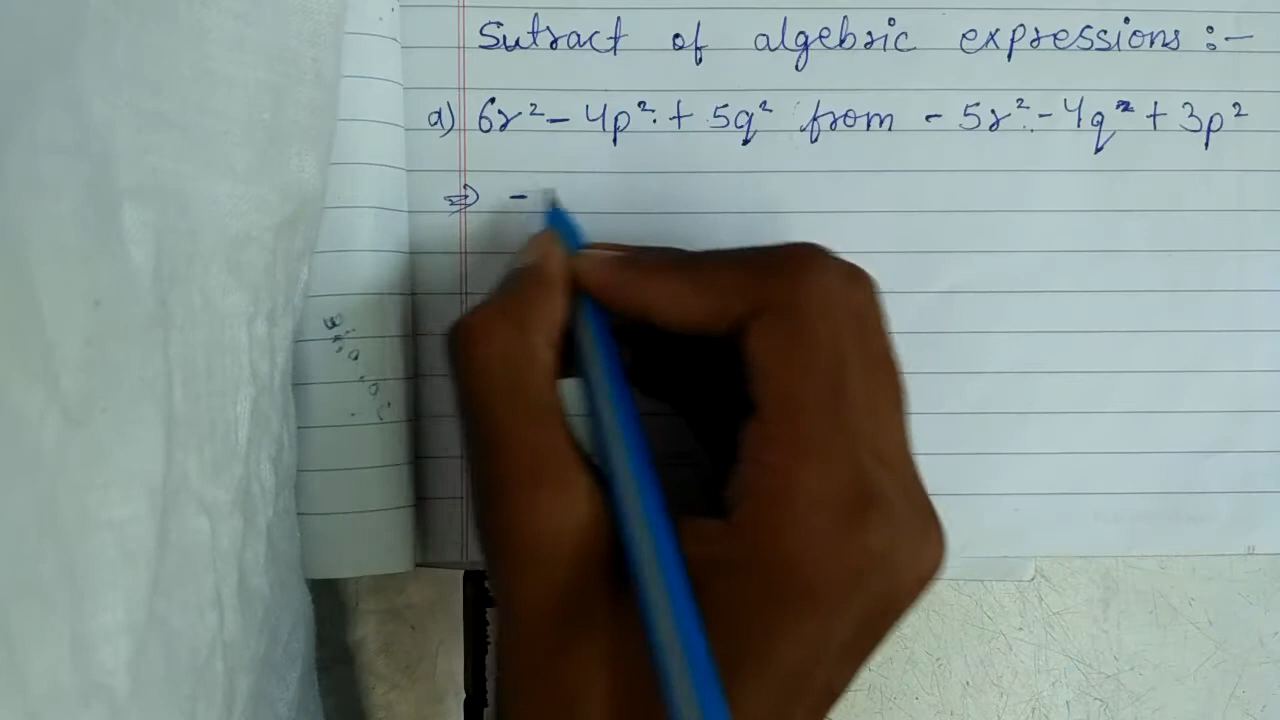 Sutract of algebric expressions :-
a) 6r² - 4p² + 5q² from - 5r² - 4q² + 3p²
⇒ -